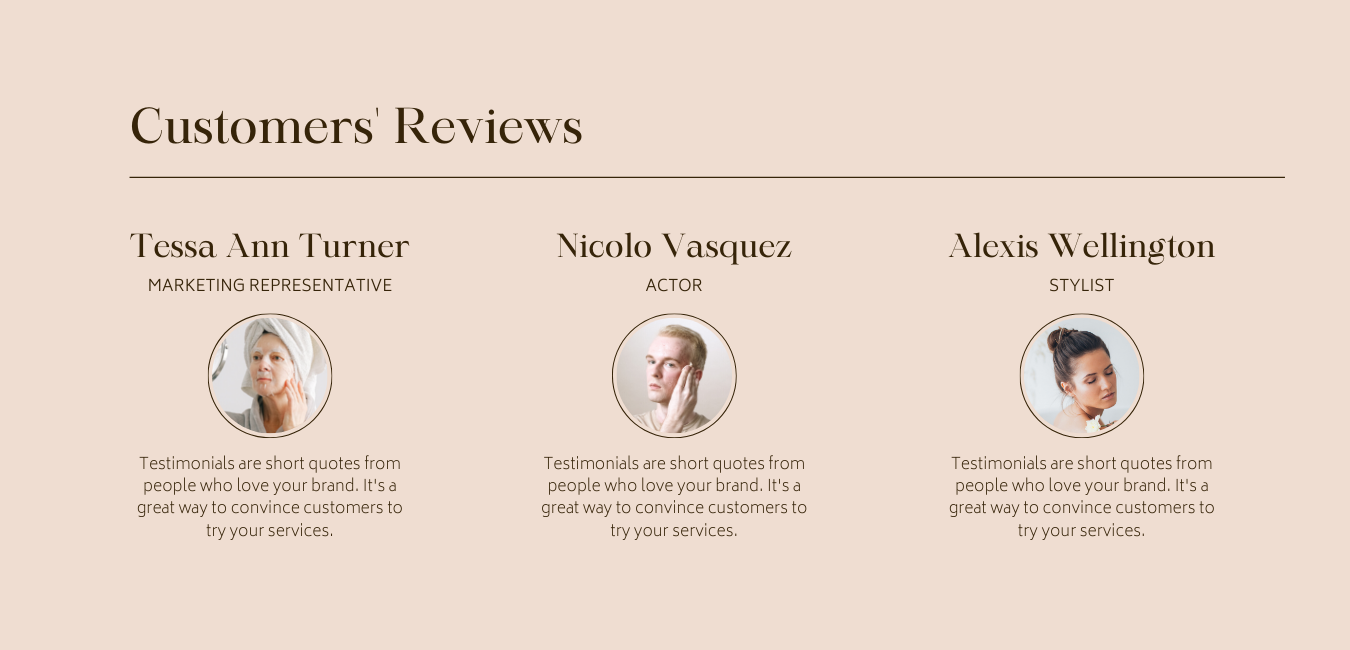 Customers' Reviews
Tessa Ann Turner
MARKETING REPRESENTATIVE
Testimonials are short quotes from
people who love your brand. It's a
great way to convince customers to
try your services.
Nicolo Vasquez
ACTOR
Testimonials are short quotes from
people who love your brand. It's a
great way to convince customers to
try your services.
Alexis Wellington
STYLIST
Testimonials are short quotes from
people who love your brand. It's a
great way to convince customers to
try your services.